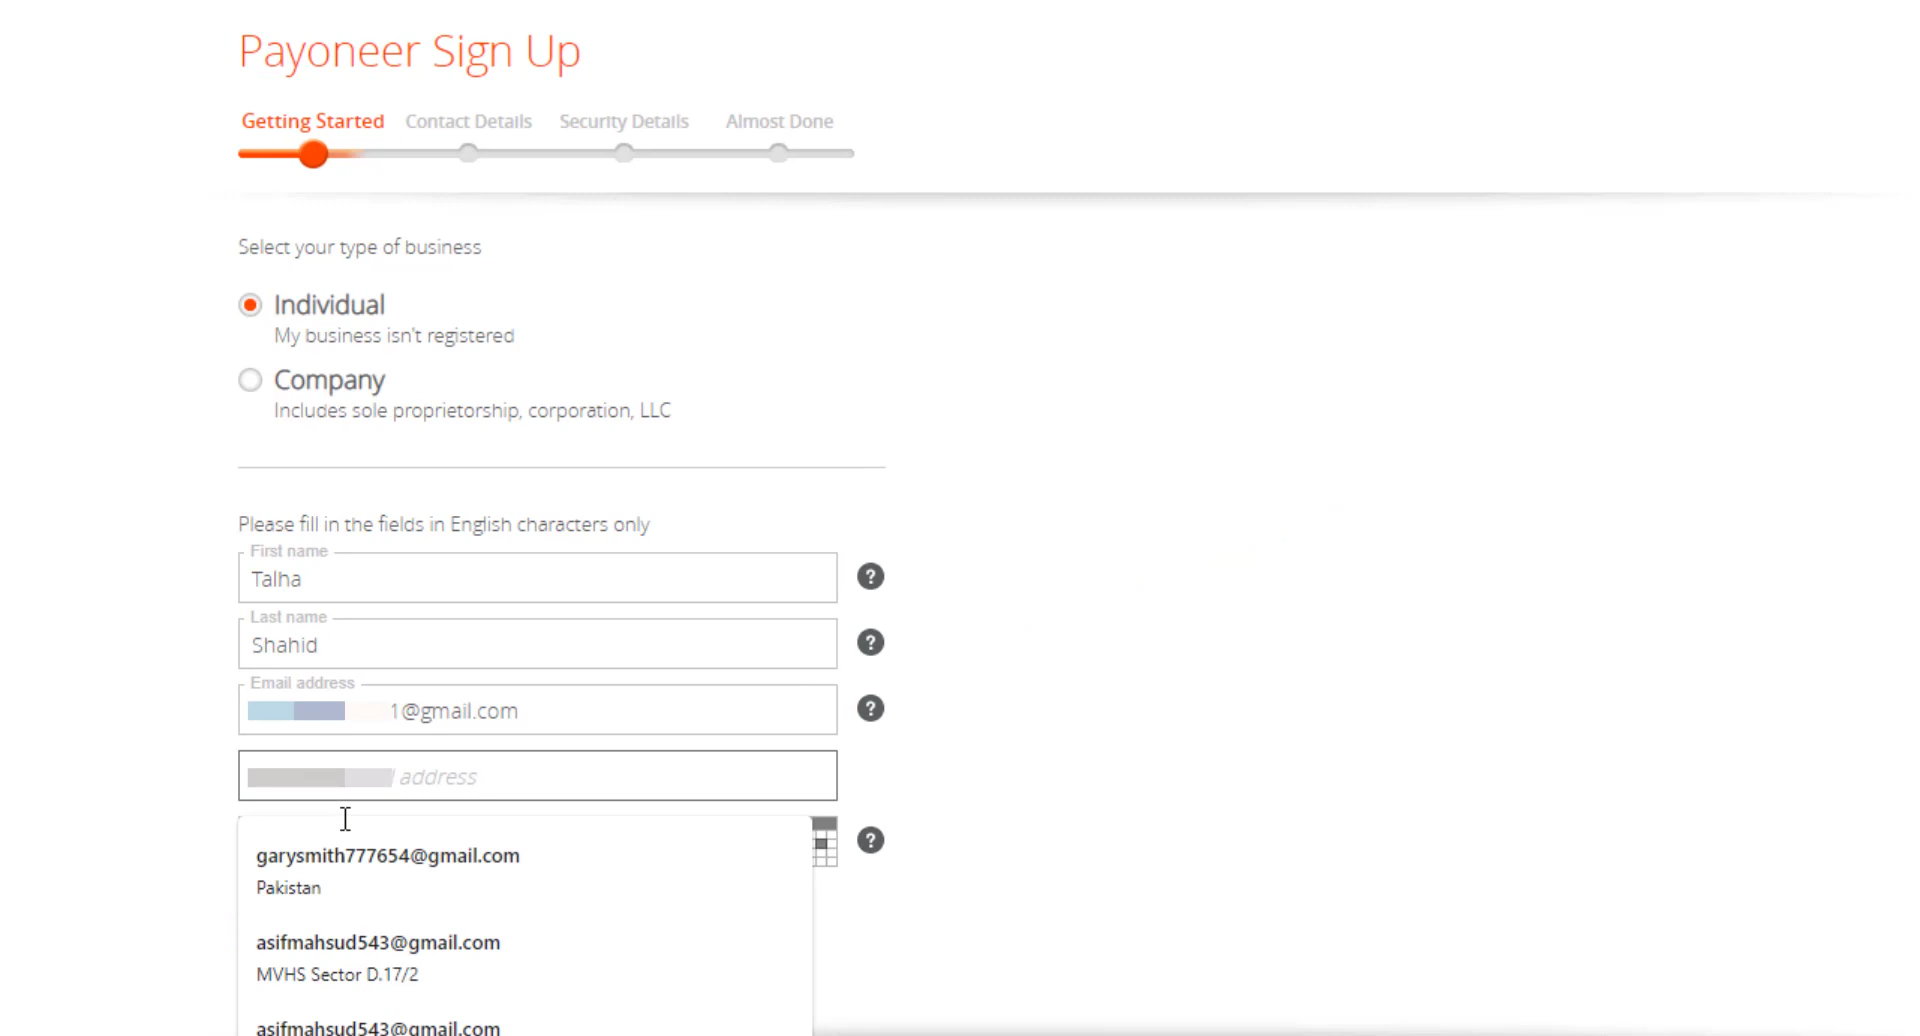 Payoneer Sign Up
Getting Started Contact Details Security Details Almost Done
Select your type of business
Individual
My business isn't registered
Company
Includes sole proprietorship, corporation, LLC
Please fill in the fields in English characters only
First name
Talha
?
Last name
Shahid
?
Email address
1@gmail.com
?
address
?
garysmith777654@gmail.com
Pakistan
asifmahsud543@gmail.com
MVHS Sector D.17/2
asifmahsud543@gmail.com